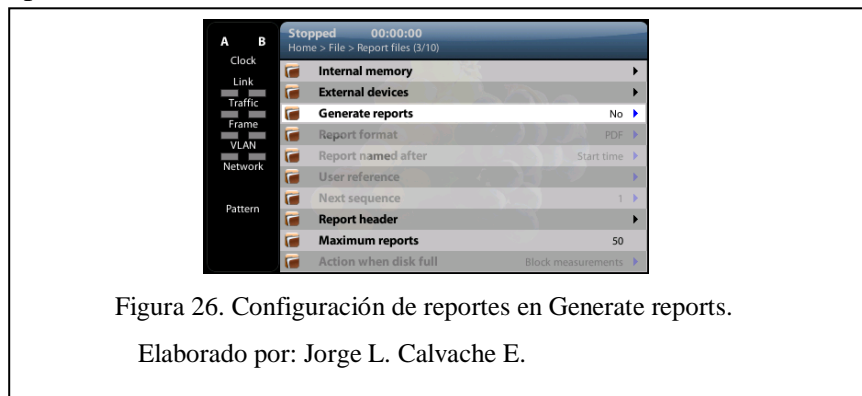 A B
Clock
Link
Traffic
Frame
VLAN
Network
Pattern
Stopped 00:00:00
Home > File > Report files (3/10)
Internal memory
External devices
Generate reports No
Report format PDF
Report named after Start time
User reference
Next sequence 1
Report header
Maximum reports 50
Action when disk full Block measurements
Figura 26. Configuración de reportes en Generate reports.
Elaborado por: Jorge L. Calvache E.